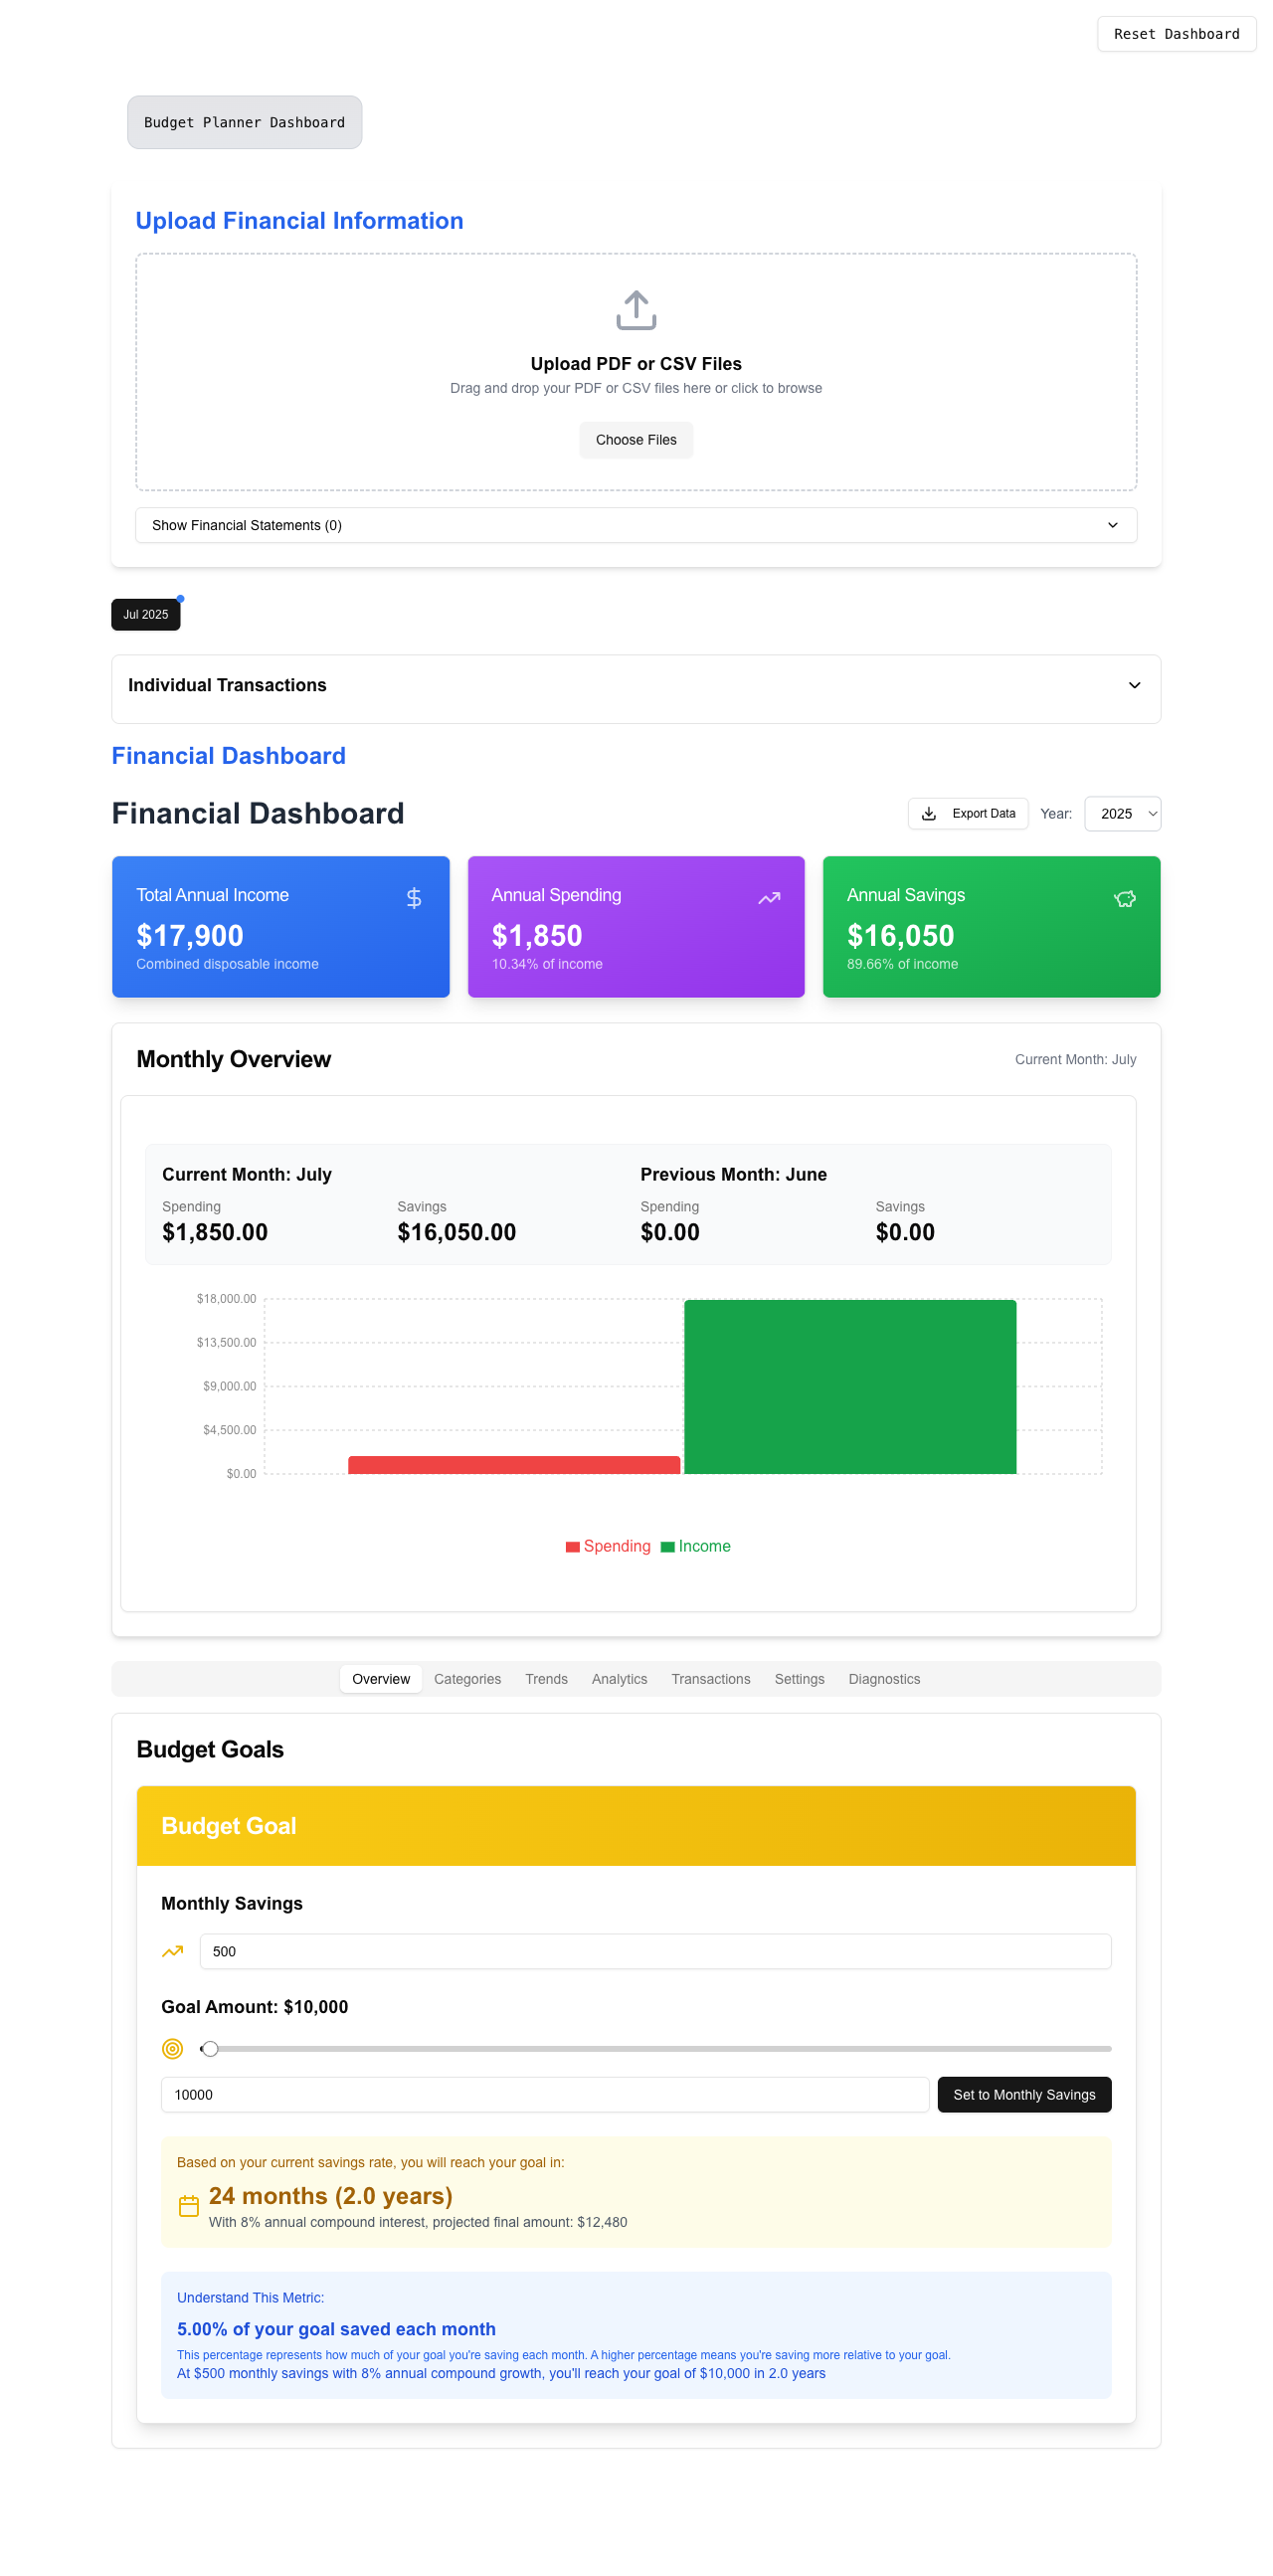 Reset Dashboard
Budget Planner Dashboard
Upload Financial Information
Upload PDF or CSV Files
Drag and drop your PDF or CSV files here or click to browse
Choose Files
Show Financial Statements (0)
Jul 2025
Individual Transactions
Financial Dashboard
Financial Dashboard
Export Data
Year:
2025
Total Annual Income
$17,900
Combined disposable income
Annual Spending
$1,850
10.34% of income
Annual Savings
$16,050
89.66% of income
Monthly Overview
Current Month: July
Current Month: July
Spending
$1,850.00
Savings
$16,050.00
Previous Month: June
Spending
$0.00
Savings
$0.00
$18,000.00
$13,500.00
$9,000.00
$4,500.00
$0.00
Spending
Income
Overview
Categories
Trends
Analytics
Transactions
Settings
Diagnostics
Budget Goals
Budget Goal
Monthly Savings
500
Goal Amount: $10,000
10000
Set to Monthly Savings
Based on your current savings rate, you will reach your goal in:
24 months (2.0 years)
With 8% annual compound interest, projected final amount: $12,480
Understand This Metric:
5.00% of your goal saved each month
This percentage represents how much of your goal you're saving each month. A higher percentage means you're saving more relative to your goal.
At $500 monthly savings with 8% annual compound growth, you'll reach your goal of $10,000 in 2.0 years